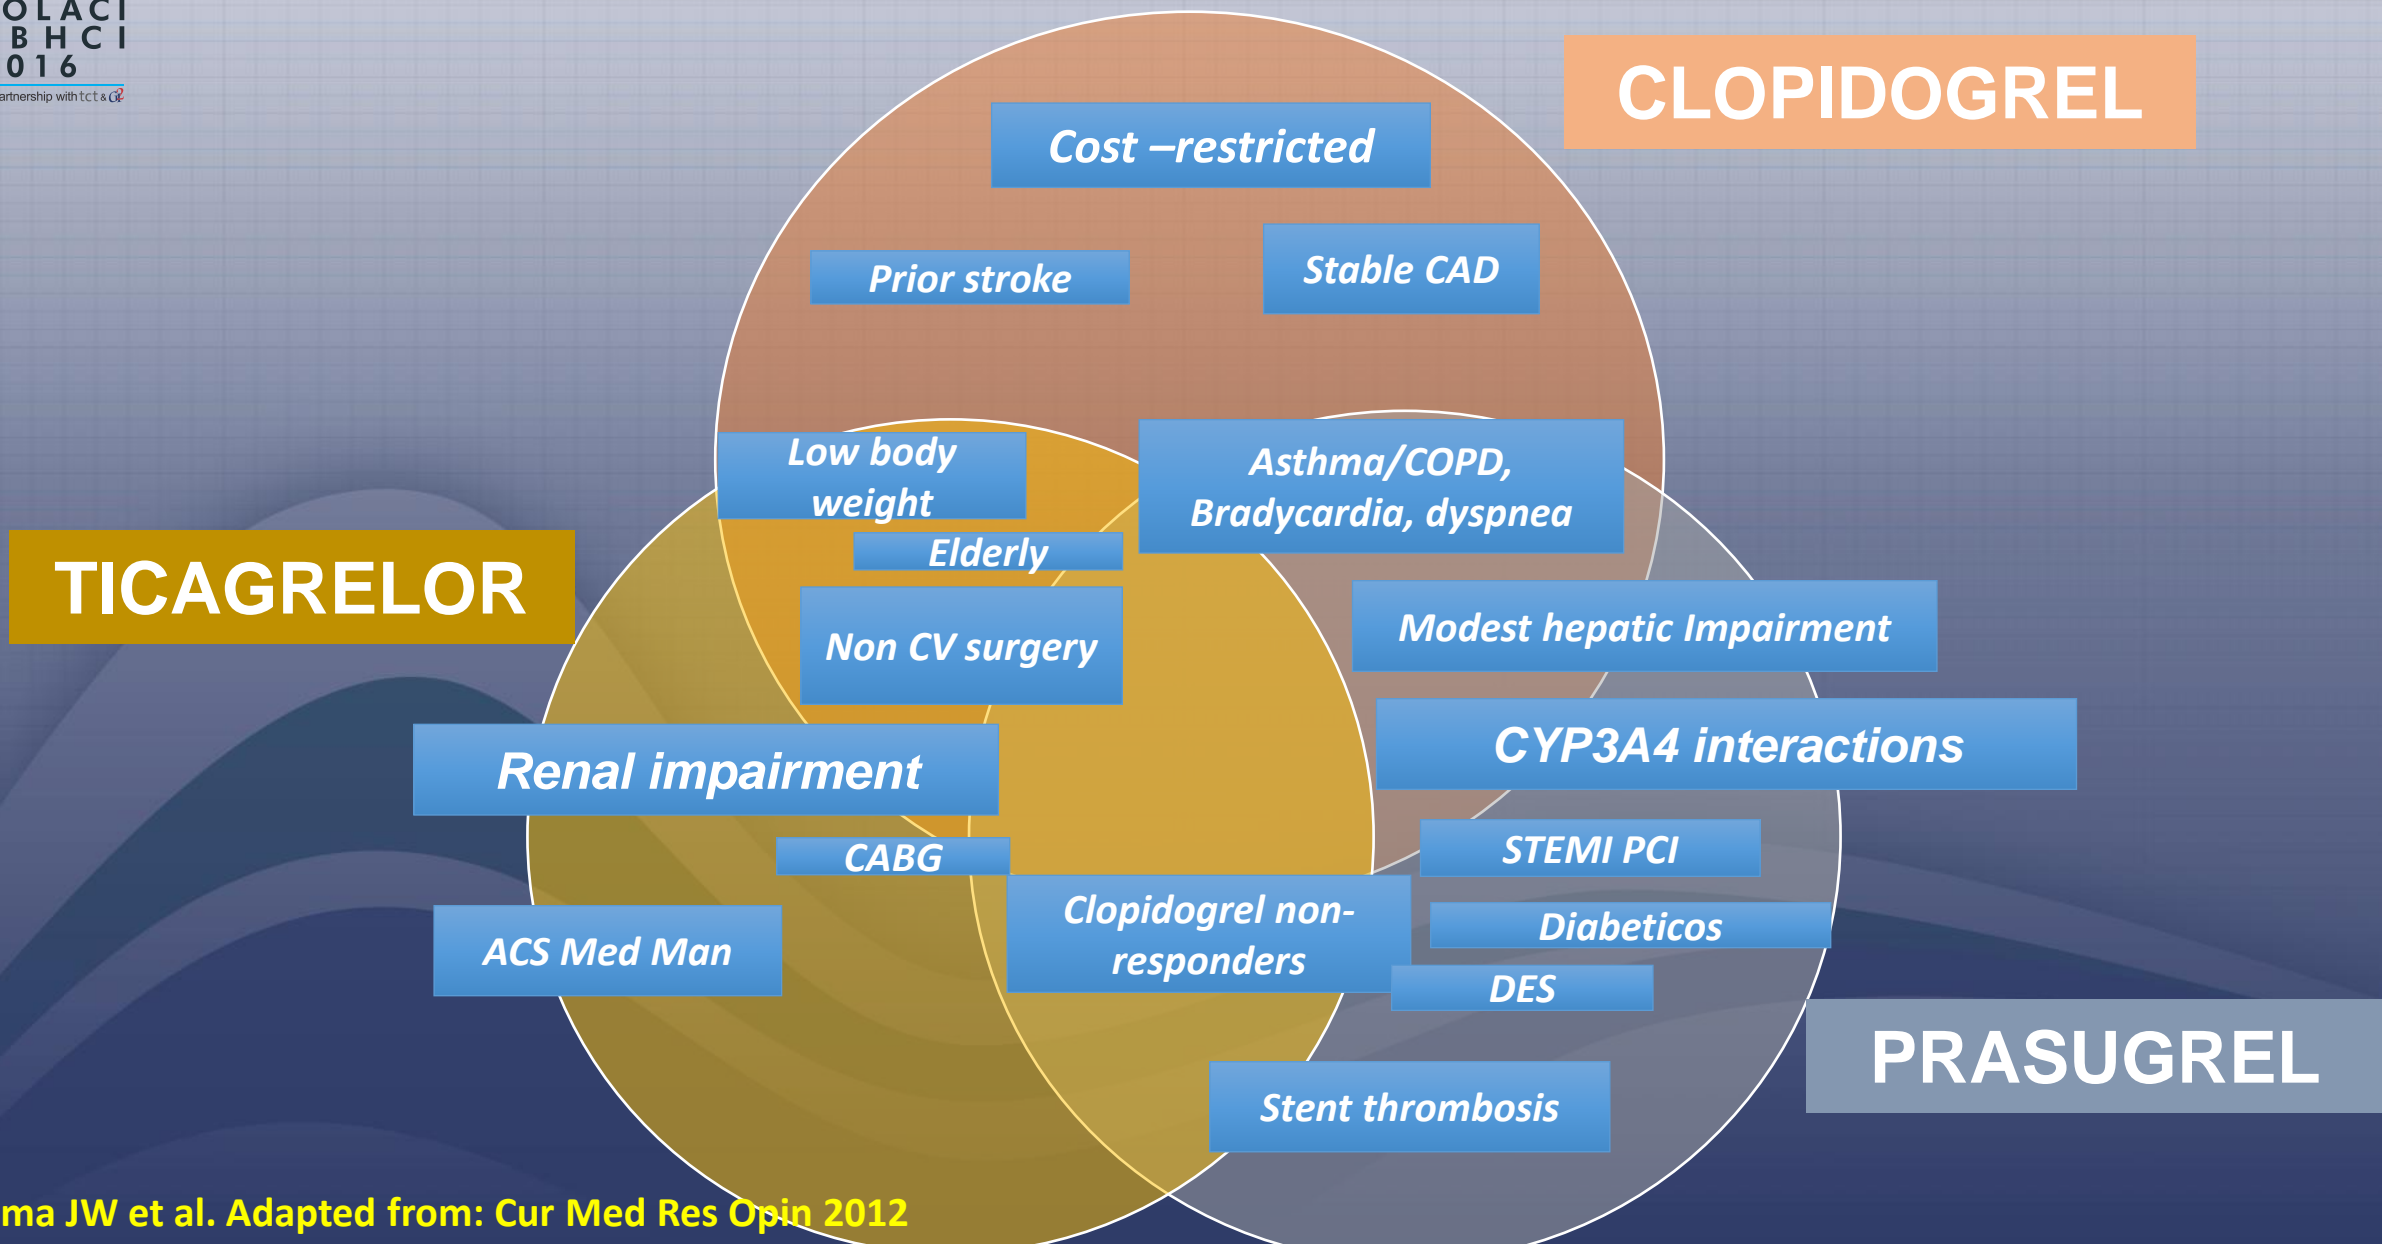 OLACI
BHCI
016
artnership with tct & 
CLOPIDOGREL
Cost –restricted
Prior stroke
Stable CAD
Low body
weight
Asthma/COPD,
Bradycardia, dyspnea
Elderly
TICAGRELOR
Non CV surgery
Modest hepatic Impairment
Renal impairment
CYP3A4 interactions
CABG
STEMI PCI
ACS Med Man
Clopidogrel non-
responders
Diabeticos
DES
PRASUGREL
Stent thrombosis
ma JW et al. Adapted from: Cur Med Res Opin 2012